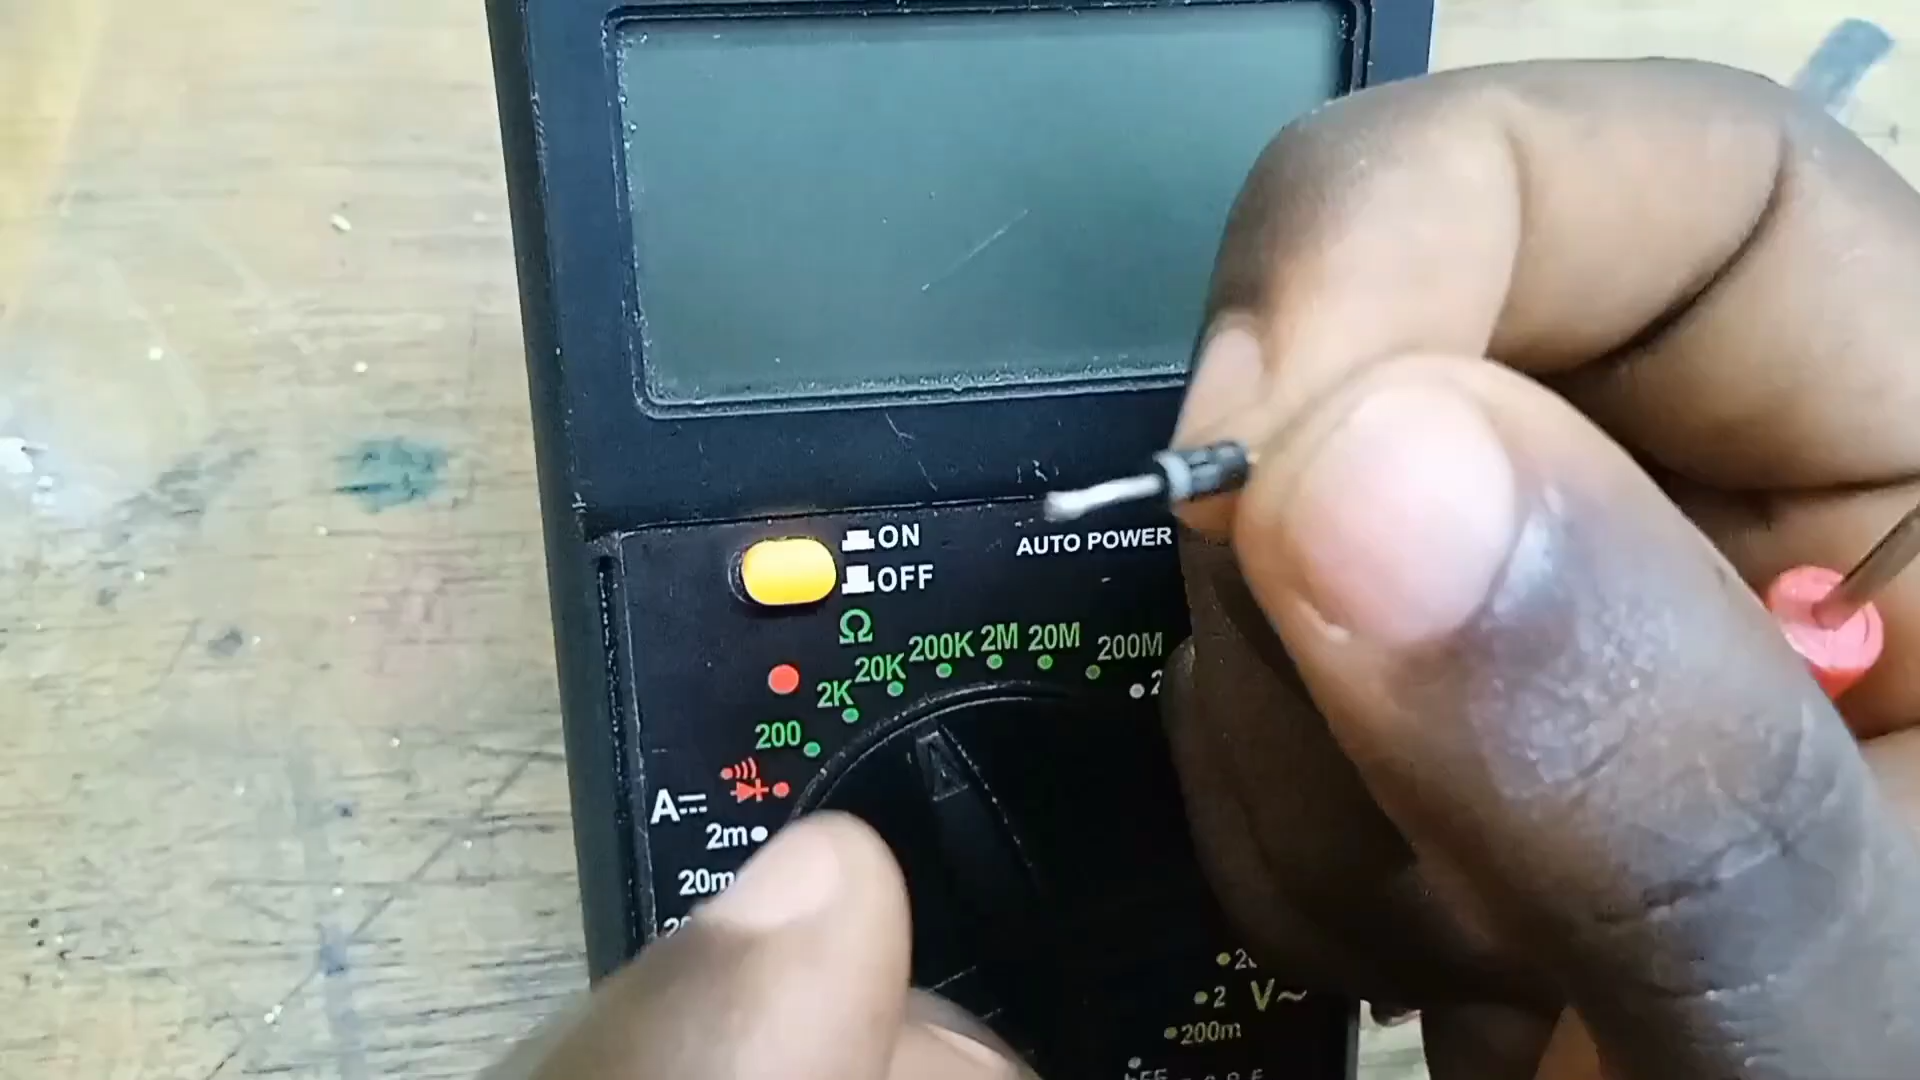 ON
OFF
AUTO POWER
Ω
200K 2M 20M 200M
20K
2K
200
A
2m
20m
2 V~
200m